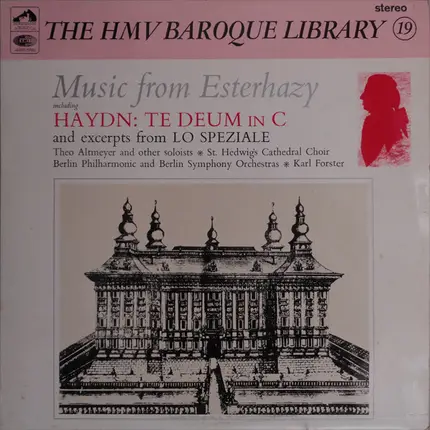 stereo
THE HMV BAROQUE LIBRARY 19
Music from Esterhazy
including
HAYDN: TE DEUM IN C
and excerpts from LO SPEZIALE
Theo Altmeyer and other soloists * St. Hedwig's Cathedral Choir
Berlin Philharmonic and Berlin Symphony Orchestras * Karl Forster